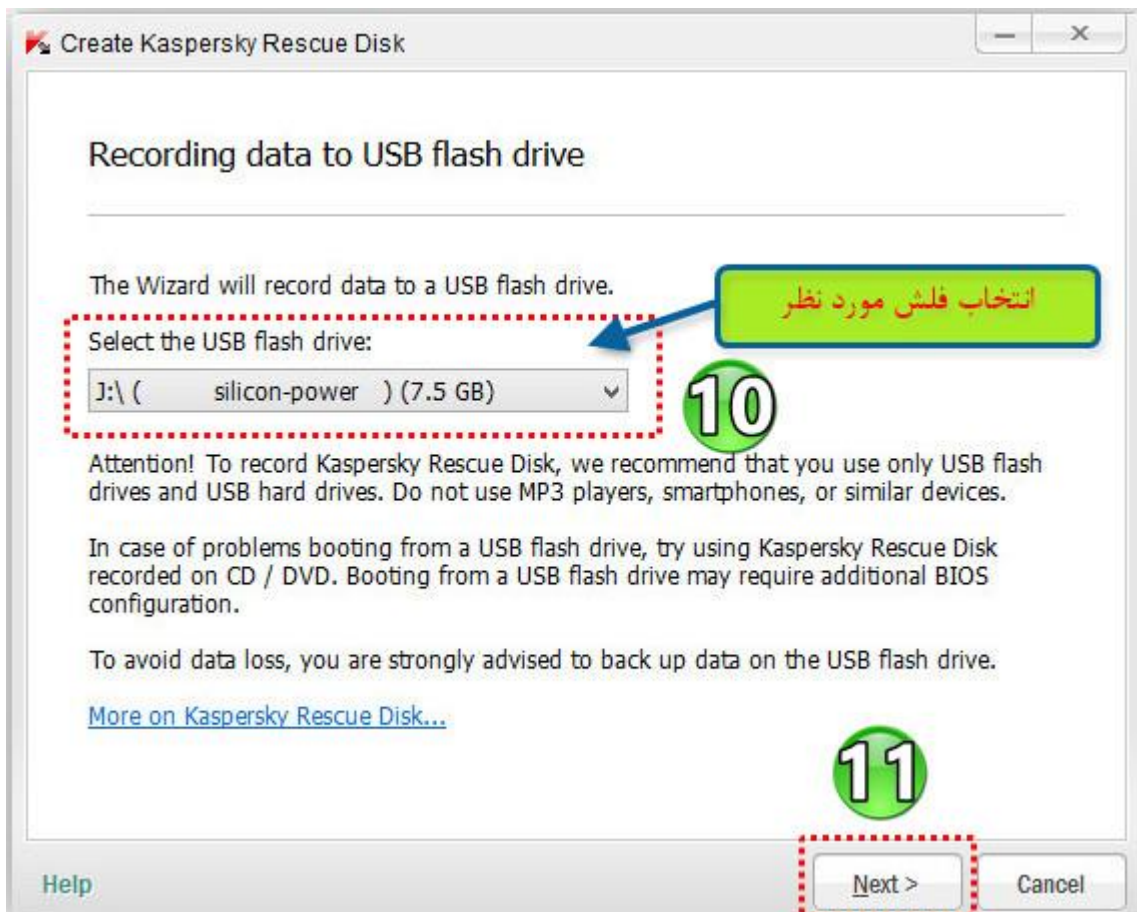 Create Kaspersky Rescue Disk
Recording data to USB flash drive
The Wizard will record data to a USB flash drive.
انتخاب فلش مورد نظر
Select the USB flash drive:
J:\ ( silicon-power ) (7.5 GB)
10
Attention! To record Kaspersky Rescue Disk, we recommend that you use only USB flash
drives and USB hard drives. Do not use MP3 players, smartphones, or similar devices.
In case of problems booting from a USB flash drive, try using Kaspersky Rescue Disk
recorded on CD / DVD. Booting from a USB flash drive may require additional BIOS
configuration.
To avoid data loss, you are strongly advised to back up data on the USB flash drive.
More on Kaspersky Rescue Disk...
11
Help
Next >
Cancel